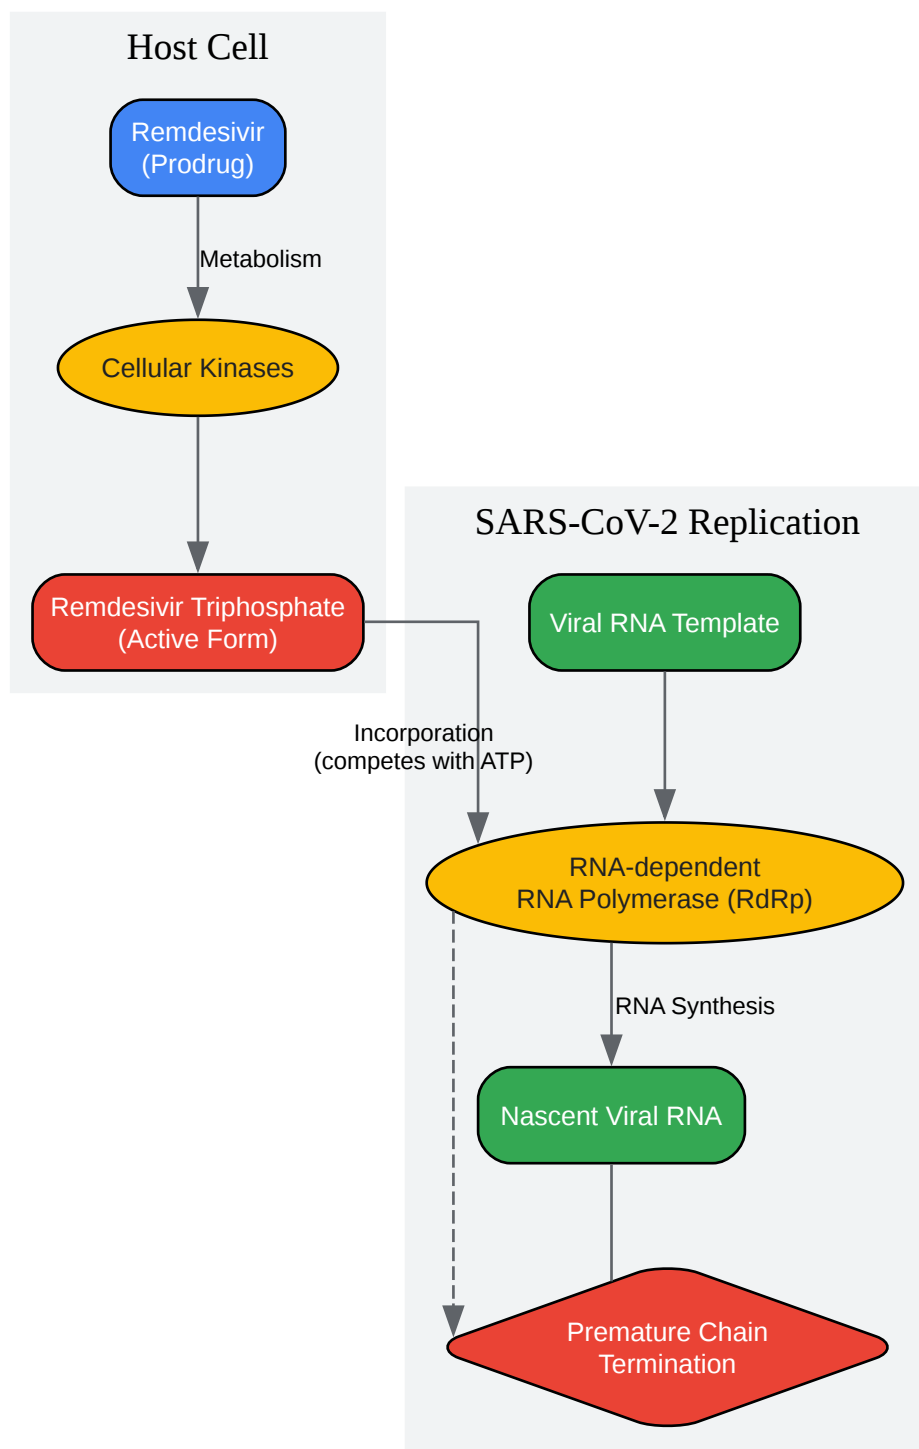 Host Cell
Remdesivir
(Prodrug)
Metabolism
Cellular Kinases
Remdesivir Triphosphate
(Active Form)
SARS-CoV-2 Replication
Viral RNA Template
Incorporation
(competes with ATP)
RNA-dependent
RNA Polymerase (RdRp)
RNA Synthesis
Nascent Viral RNA
Premature Chain
Termination